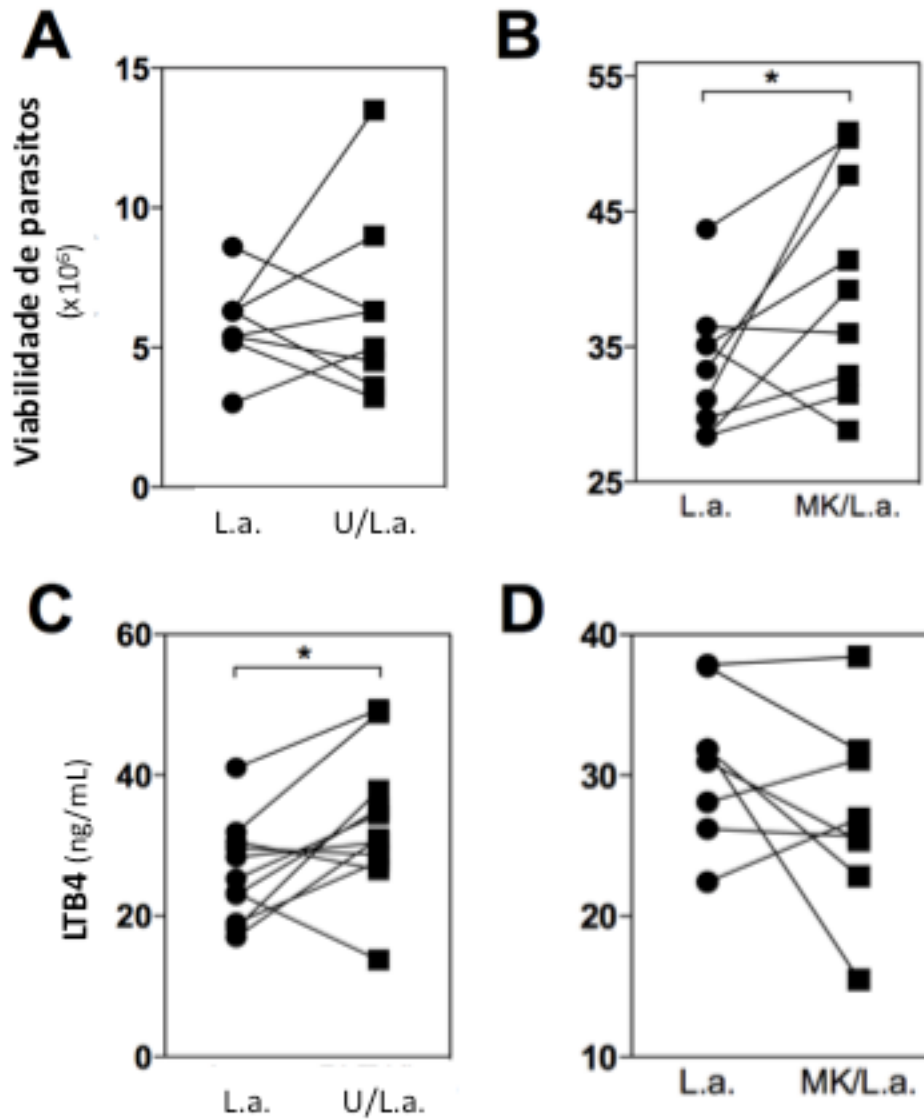 A
Viabilidade de parasitos
(x10⁶)
15
10
5
0
L.a.
U/L.a.
B
*
55
45
35
25
L.a.
MK/L.a.
C
*
LTB4 (ng/mL)
60
40
20
0
L.a.
U/L.a.
D
40
30
20
10
L.a.
MK/L.a.